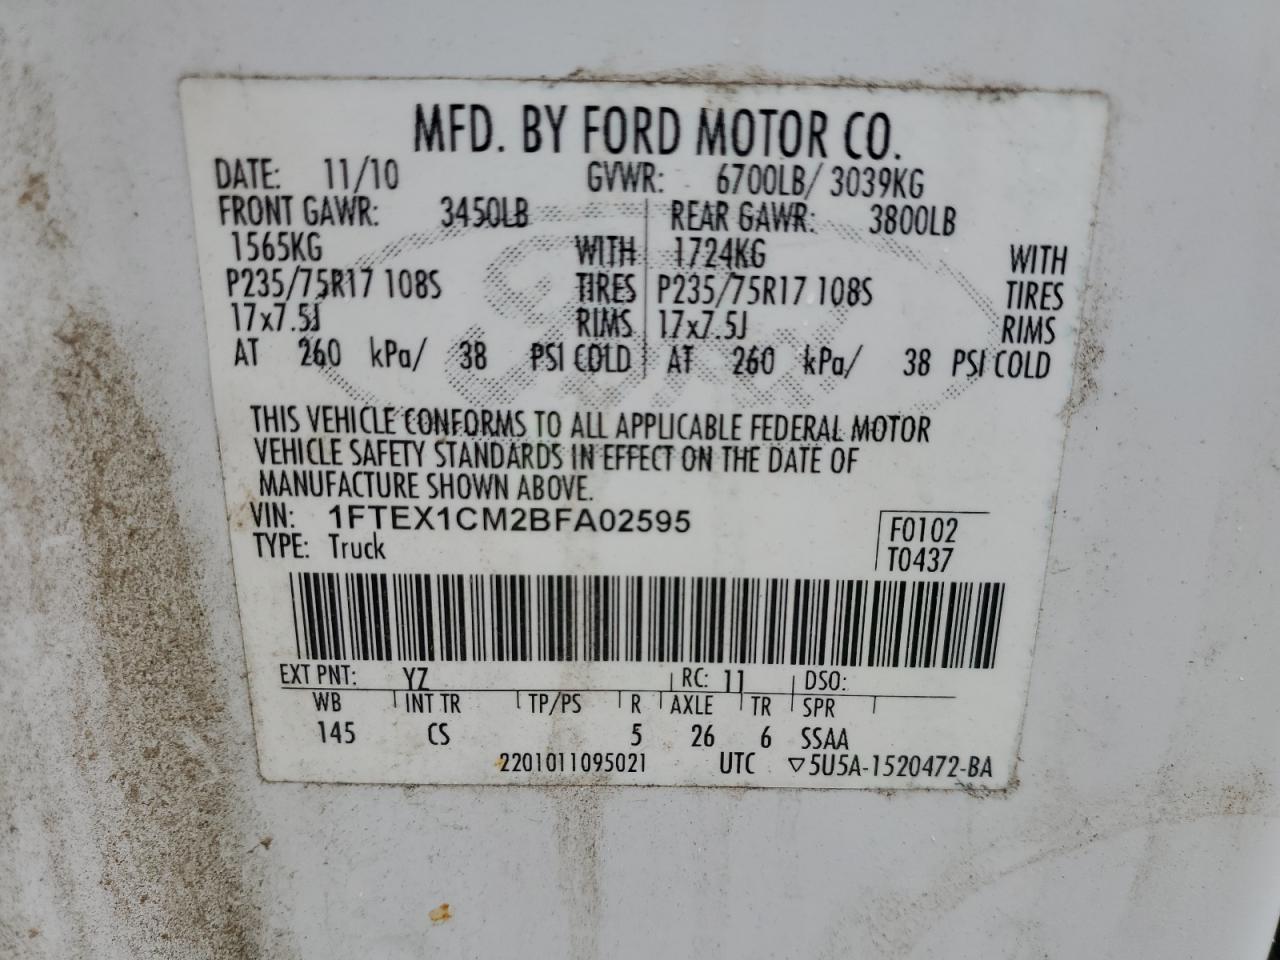 MFD. BY FORD MOTOR CO.
DATE: 11/10 GVWR: 6700LB/ 3039KG
FRONT GAWR: 3450LB REAR GAWR: 3800LB
1565KG WITH 1724KG WITH
P235/75R17 108S TIRES P235/75R17 108S TIRES
17x7.5J RIMS 17x7.5J RIMS
AT 260 kPa/ 38 PSI COLD AT 260 kPa/ 38 PSI COLD
THIS VEHICLE CONFORMS TO ALL APPLICABLE FEDERAL MOTOR
VEHICLE SAFETY STANDARDS IN EFFECT ON THE DATE OF
MANUFACTURE SHOWN ABOVE.
VIN: 1FTEX1CM2BFA02595 F0102
TYPE: Truck T0437
EXT PNT: YZ RC: 11 DSO:
WB INT TR TP/PS R AXLE TR SPR
145 CS 5 26 6 SSAA
2201011095021 UTC ▽5U5A-1520472-BA